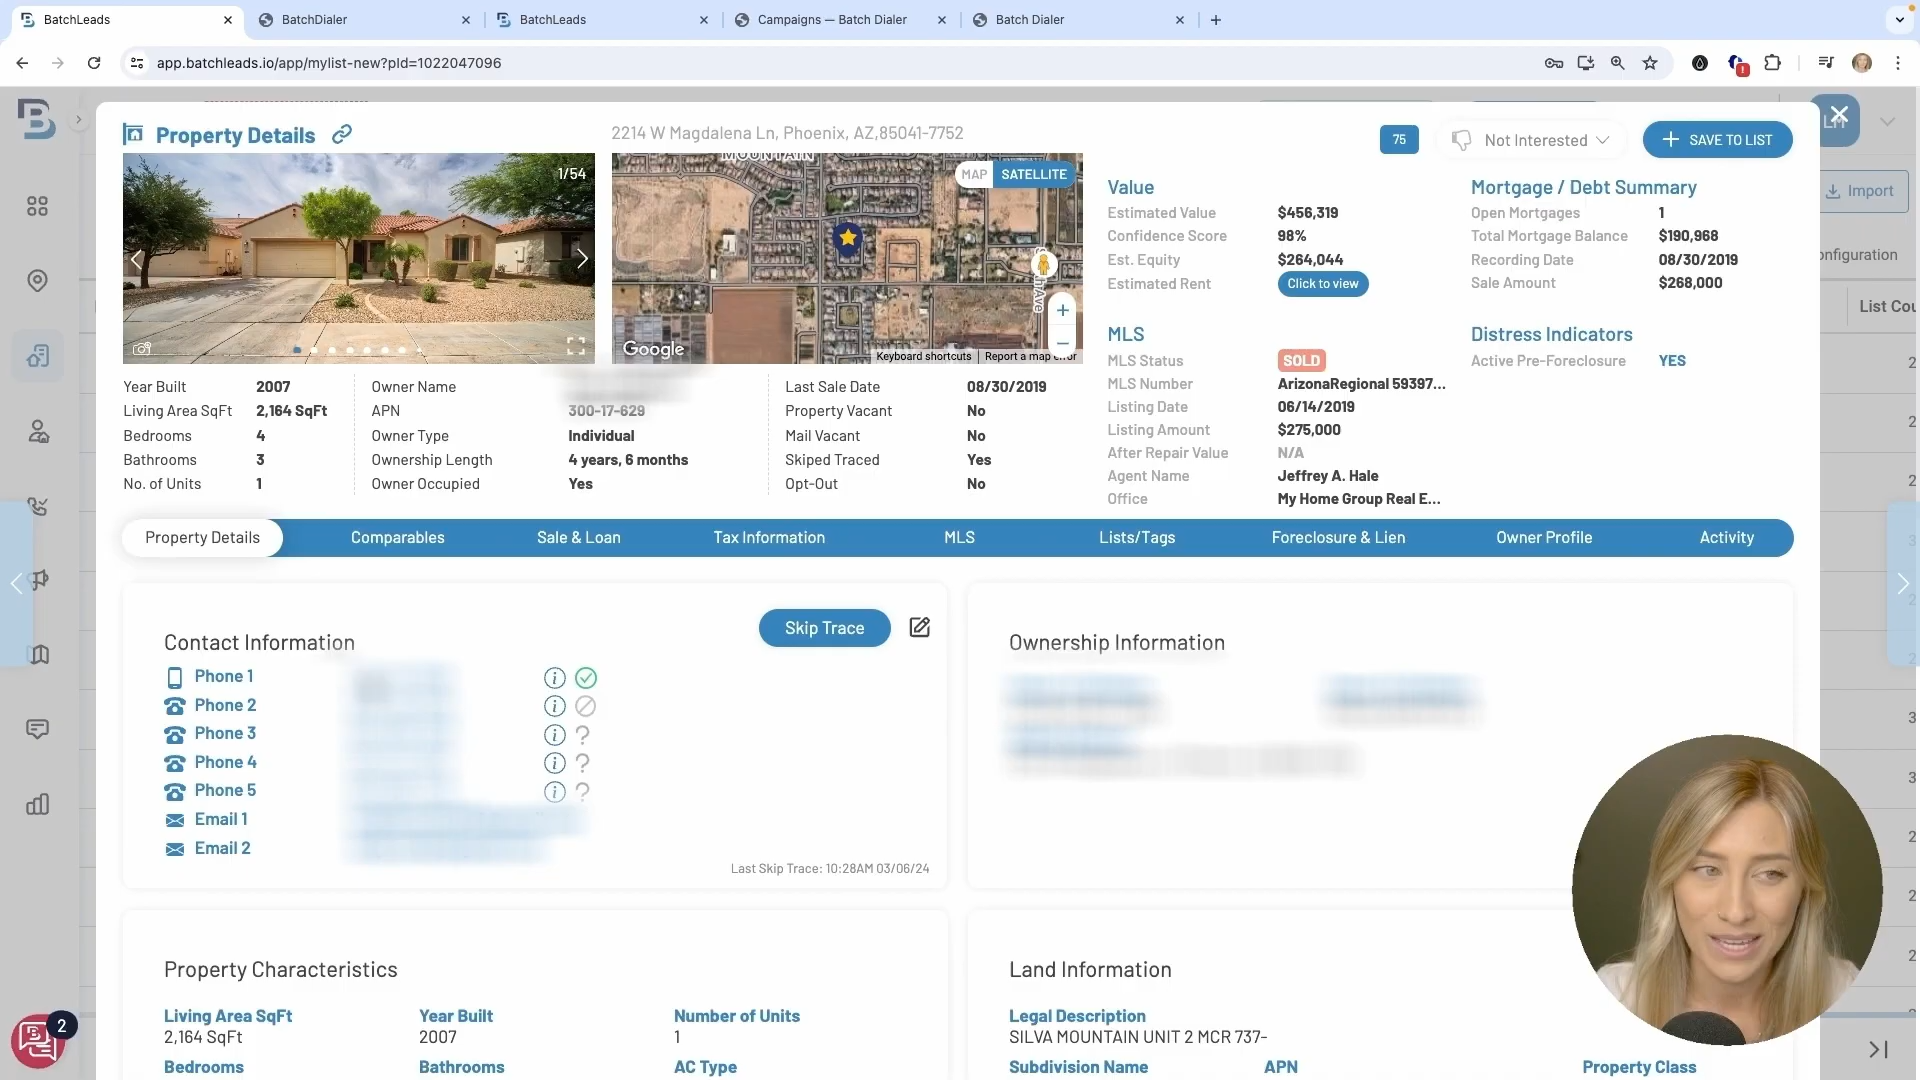 BatchLeads
BatchDialer
BatchLeads
Campaigns — Batch Dialer
Batch Dialer
app.batchleads.io/app/mylist-new?pId=1022047096
Property Details
2214 W Magdalena Ln, Phoenix, AZ,85041-7752
75
Not Interested
SAVE TO LIST
LM
Import
1/54
MOUNTAIN
MAP
SATELLITE
Google
Keyboard shortcuts
Report a map error
Value
Estimated Value $456,319
Confidence Score 98%
Est. Equity $264,044
Estimated Rent Click to view
Mortgage / Debt Summary
Open Mortgages 1
Total Mortgage Balance $190,968
Recording Date 08/30/2019
Sale Amount $268,000
onfiguration
List Cou
MLS
MLS Status SOLD
MLS Number ArizonaRegional 59397...
Listing Date 06/14/2019
Listing Amount $275,000
After Repair Value N/A
Agent Name Jeffrey A. Hale
Office My Home Group Real E...
Distress Indicators
Active Pre-Foreclosure YES
Year Built 2007
Living Area SqFt 2,164 SqFt
Bedrooms 4
Bathrooms 3
No. of Units 1
Owner Name
APN 300-17-629
Owner Type Individual
Ownership Length 4 years, 6 months
Owner Occupied Yes
Last Sale Date 08/30/2019
Property Vacant No
Mail Vacant No
Skiped Traced Yes
Opt-Out No
Property Details
Comparables
Sale & Loan
Tax Information
MLS
Lists/Tags
Foreclosure & Lien
Owner Profile
Activity
Contact Information
Skip Trace
Phone 1
Phone 2
Phone 3
Phone 4
Phone 5
Email 1
Email 2
Last Skip Trace: 10:28AM 03/06/24
Ownership Information
Property Characteristics
Living Area SqFt Year Built Number of Units
2,164 SqFt 2007 1
Bedrooms Bathrooms AC Type
Land Information
Legal Description
SILVA MOUNTAIN UNIT 2 MCR 737-
Subdivision Name APN Property Class
2